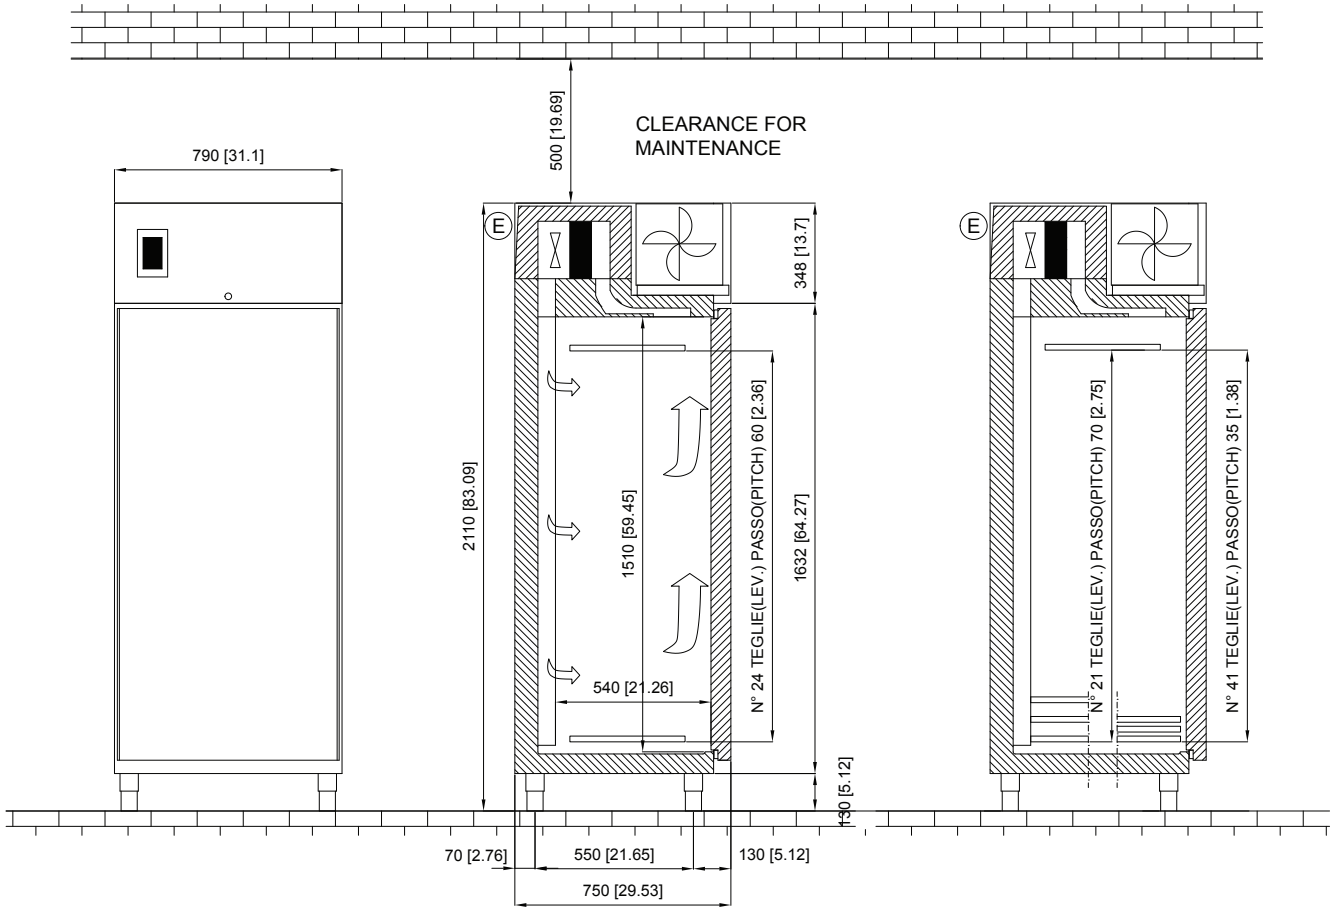 500 [19.69]
CLEARANCE FOR
MAINTENANCE
790 [31.1]
E
348 [13.7]
E
2110 [83.09]
1510 [59.45]
N° 24 TEGLIE(LEV.) PASSO(PITCH) 60 [2.36]
1632 [64.27]
N° 21 TEGLIE(LEV.) PASSO(PITCH) 70 [2.75]
N° 41 TEGLIE(LEV.) PASSO(PITCH) 35 [1.38]
540 [21.26]
130 [5.12]
70 [2.76]
550 [21.65]
130 [5.12]
750 [29.53]